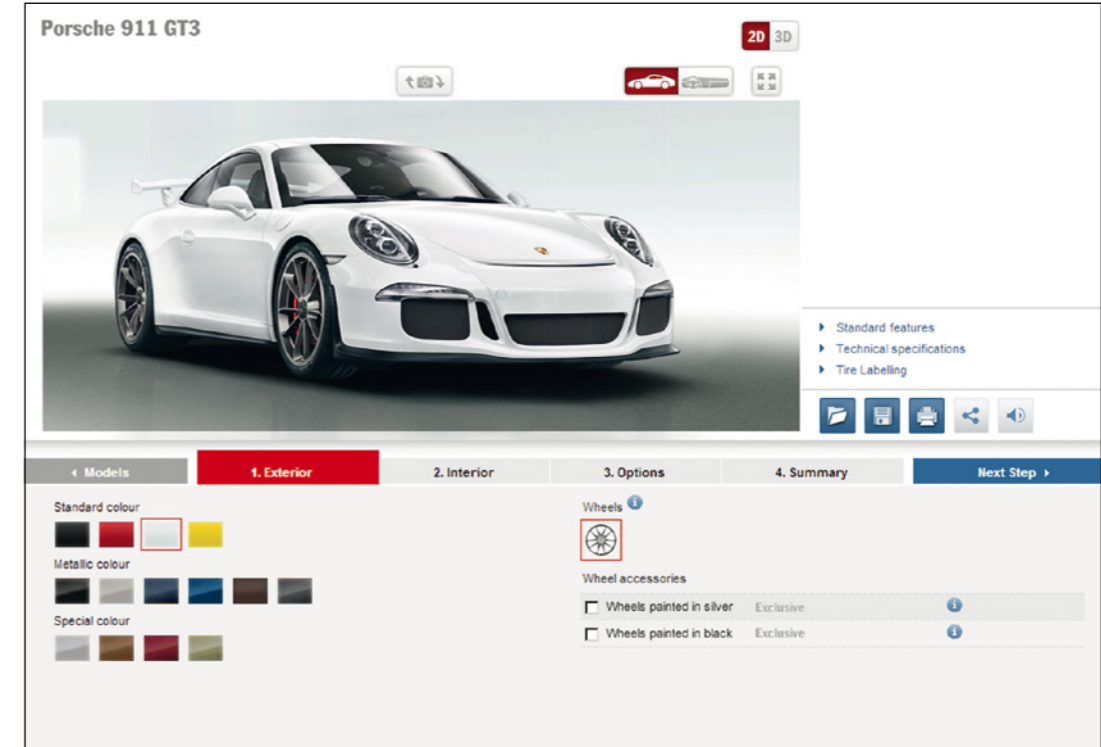 Porsche 911 GT3
2D 3D
Standard features
Technical specifications
Tire Labelling
Models
1. Exterior
2. Interior
3. Options
4. Summary
Next Step
Standard colour
Metallic colour
Special colour
Wheels
Wheel accessories
Wheels painted in silver Exclusive
Wheels painted in black Exclusive